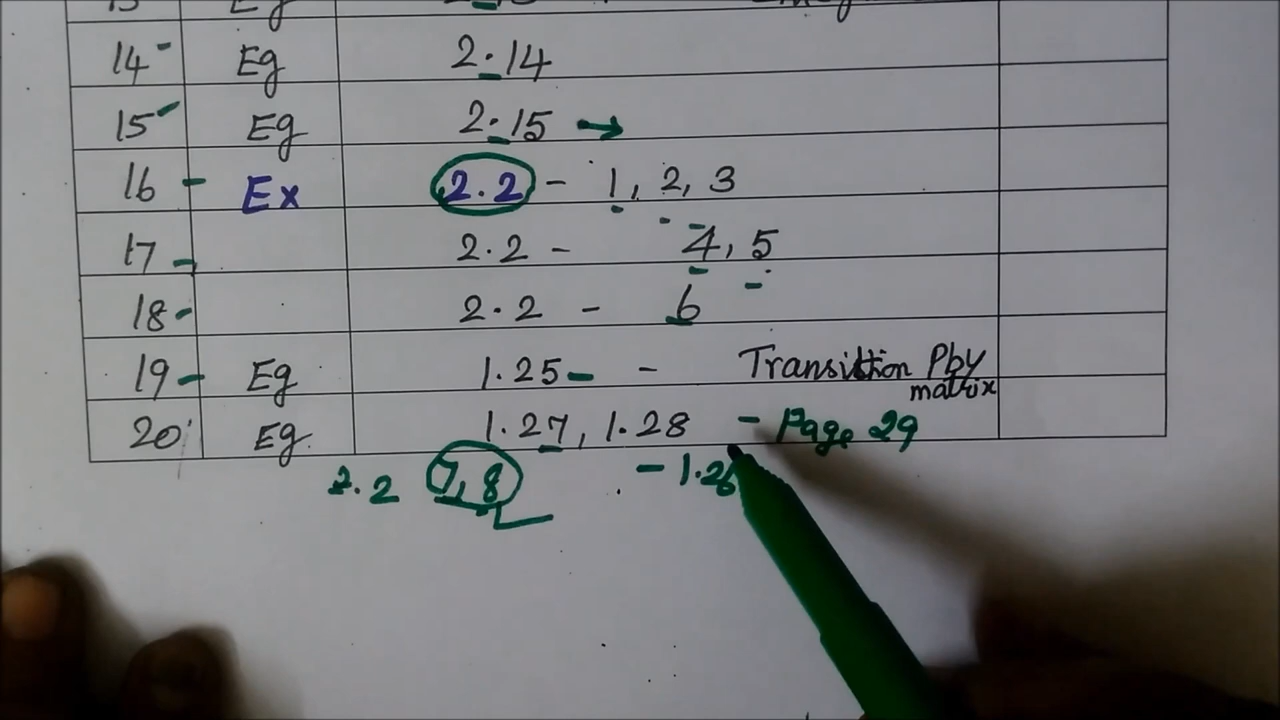 14 Eg 2.14
15 Eg 2.15 →
16 Ex 2.2 - 1, 2, 3
17 2.2 - 4, 5
18 2.2 - 6
19 Eg 1.25 - Transition Pby matrix
20 Eg. 1.27, 1.28 - Page 29
2.2 7, 8 - 1.26